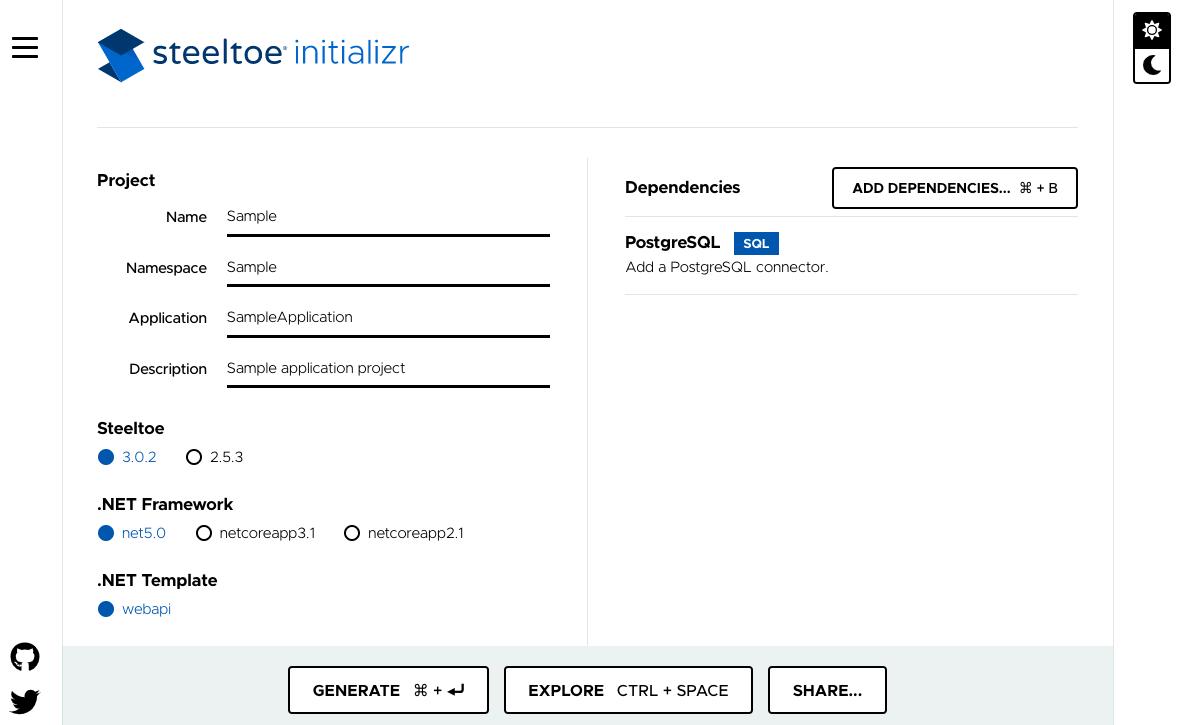 steeltoe® initializr
Project
Name Sample
Namespace Sample
Application SampleApplication
Description Sample application project
Steeltoe
3.0.2 2.5.3
.NET Framework
net5.0 netcoreapp3.1 netcoreapp2.1
.NET Template
webapi
Dependencies ADD DEPENDENCIES... ⌘ + B
PostgreSQL SQL
Add a PostgreSQL connector.
GENERATE ⌘ + ↵ EXPLORE CTRL + SPACE SHARE...